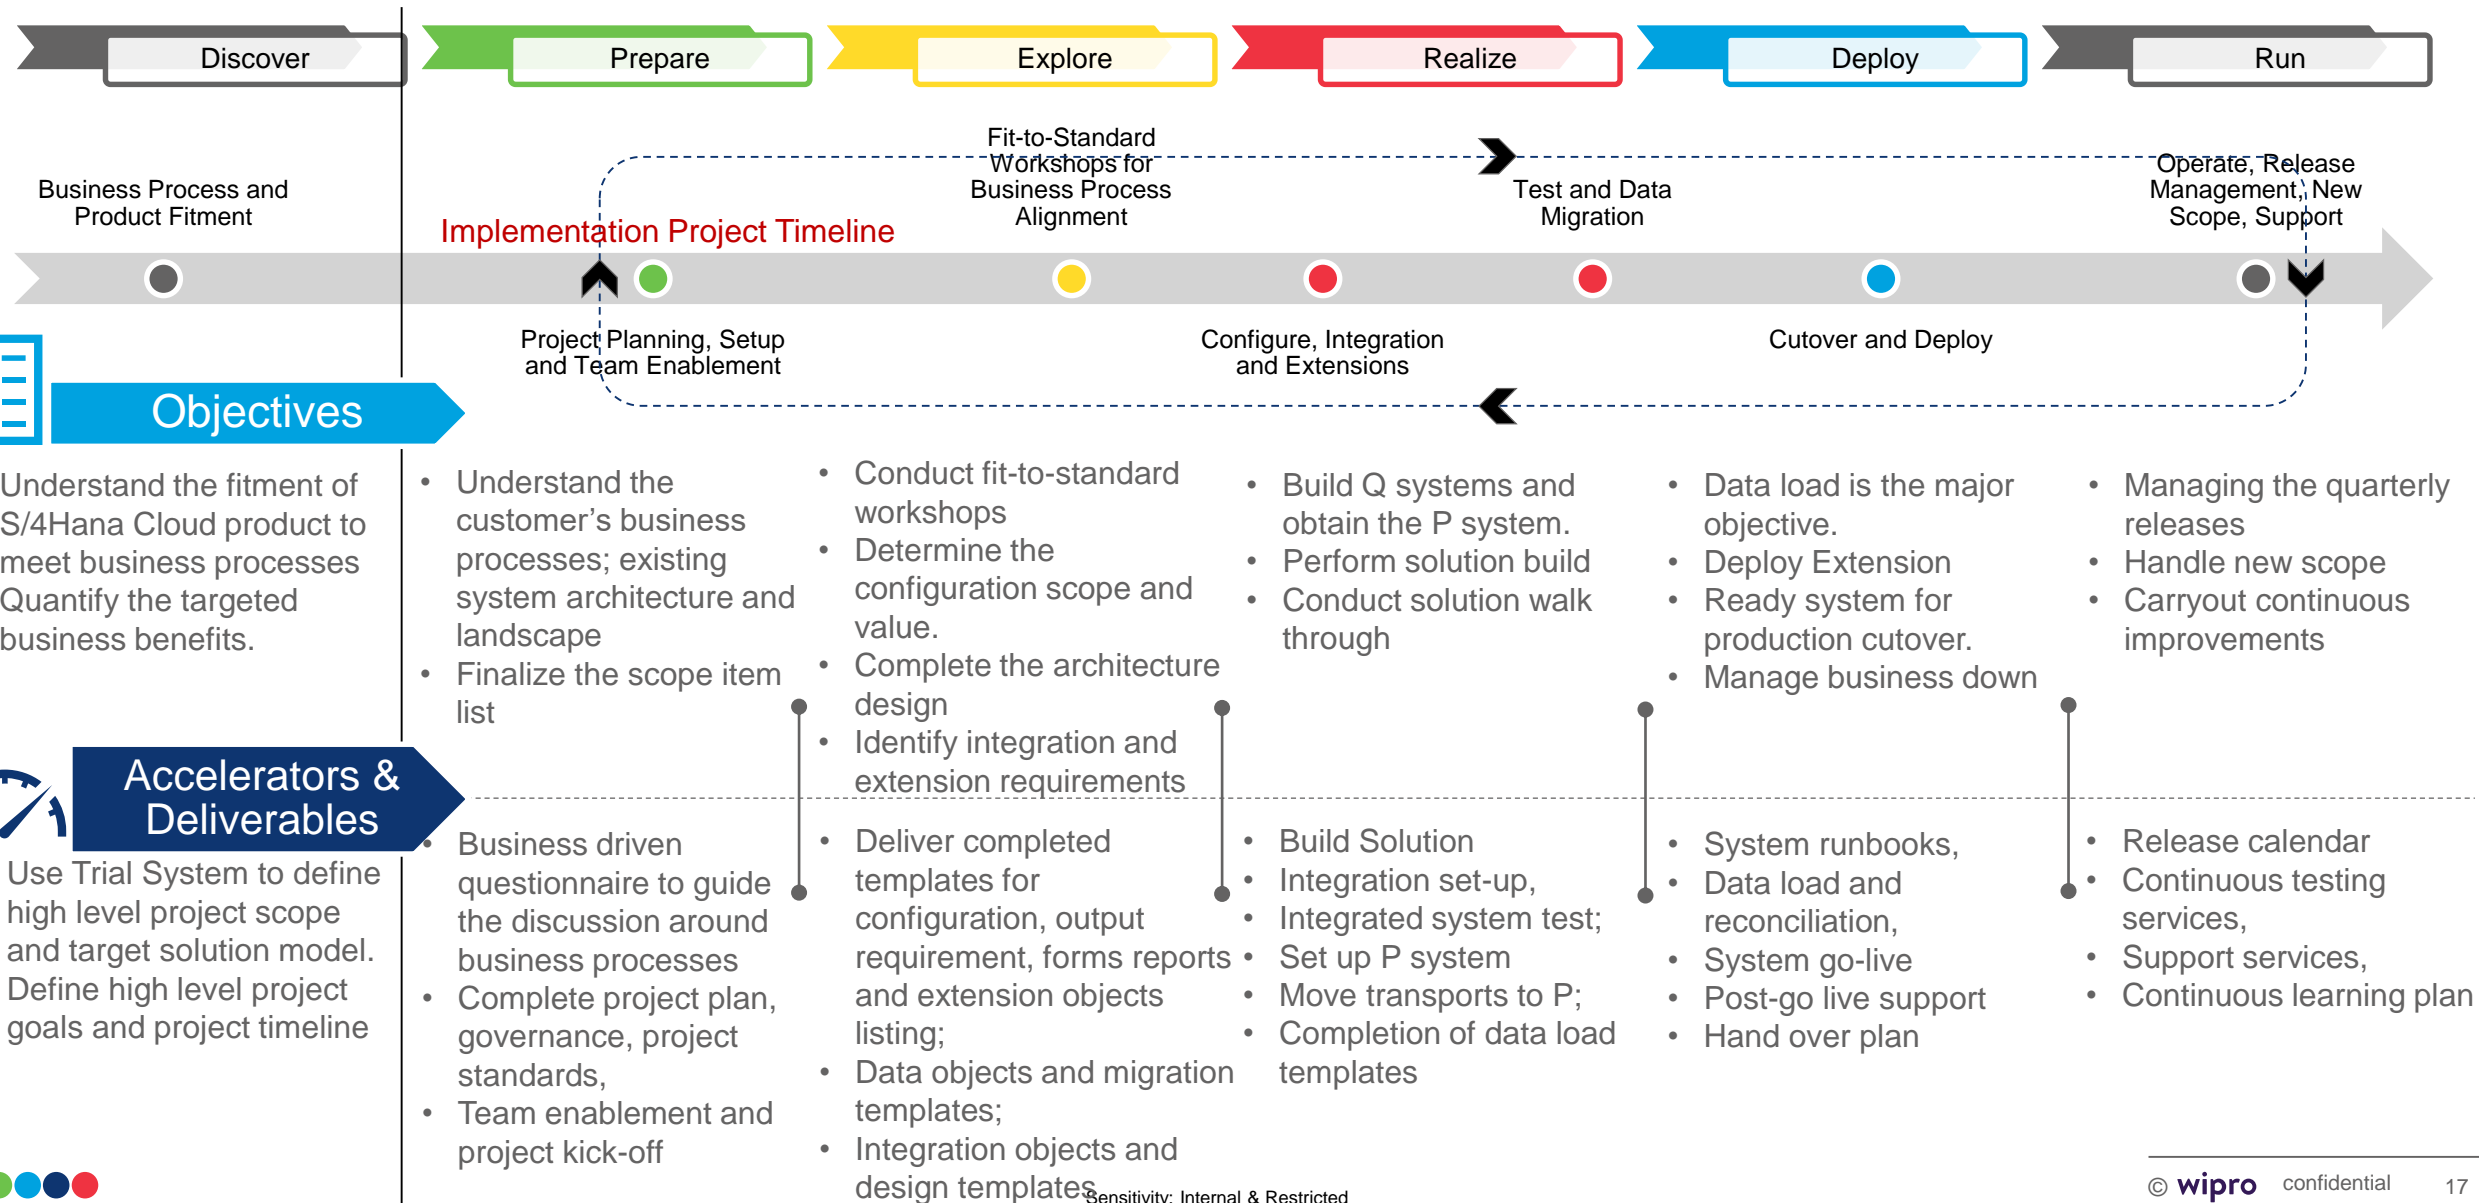 Discover
Prepare
Explore
Realize
Deploy
Run
Business Process and
Product Fitment
Implementation Project Timeline
Fit-to-Standard
Workshops for
Business Process
Alignment
Test and Data
Migration
Operate, Release
Management, New
Scope, Support
Project Planning, Setup
and Team Enablement
Configure, Integration
and Extensions
Cutover and Deploy
Objectives
Understand the fitment of
S/4Hana Cloud product to
meet business processes
Quantify the targeted
business benefits.
• Understand the
customer’s business
processes; existing
system architecture and
landscape
• Finalize the scope item
list
• Conduct fit-to-standard
workshops
• Determine the
configuration scope and
value.
• Complete the architecture
design
• Identify integration and
extension requirements
• Build Q systems and
obtain the P system.
• Perform solution build
• Conduct solution walk
through
• Data load is the major
objective.
• Deploy Extension
• Ready system for
production cutover.
• Manage business down
• Managing the quarterly
releases
• Handle new scope
• Carryout continuous
improvements
Accelerators &
Deliverables
Use Trial System to define
high level project scope
and target solution model.
Define high level project
goals and project timeline
• Business driven
questionnaire to guide
the discussion around
business processes
• Complete project plan,
governance, project
standards,
• Team enablement and
project kick-off
• Deliver completed
templates for
configuration, output
requirement, forms reports
and extension objects
listing;
• Data objects and migration
templates;
• Integration objects and
design templates
• Build Solution
• Integration set-up,
• Integrated system test;
• Set up P system
• Move transports to P;
• Completion of data load
templates
• System runbooks,
• Data load and
reconciliation,
• System go-live
• Post-go live support
• Hand over plan
• Release calendar
• Continuous testing
services,
• Support services,
• Continuous learning plan
Sensitivity: Internal & Restricted
© wipro confidential 17